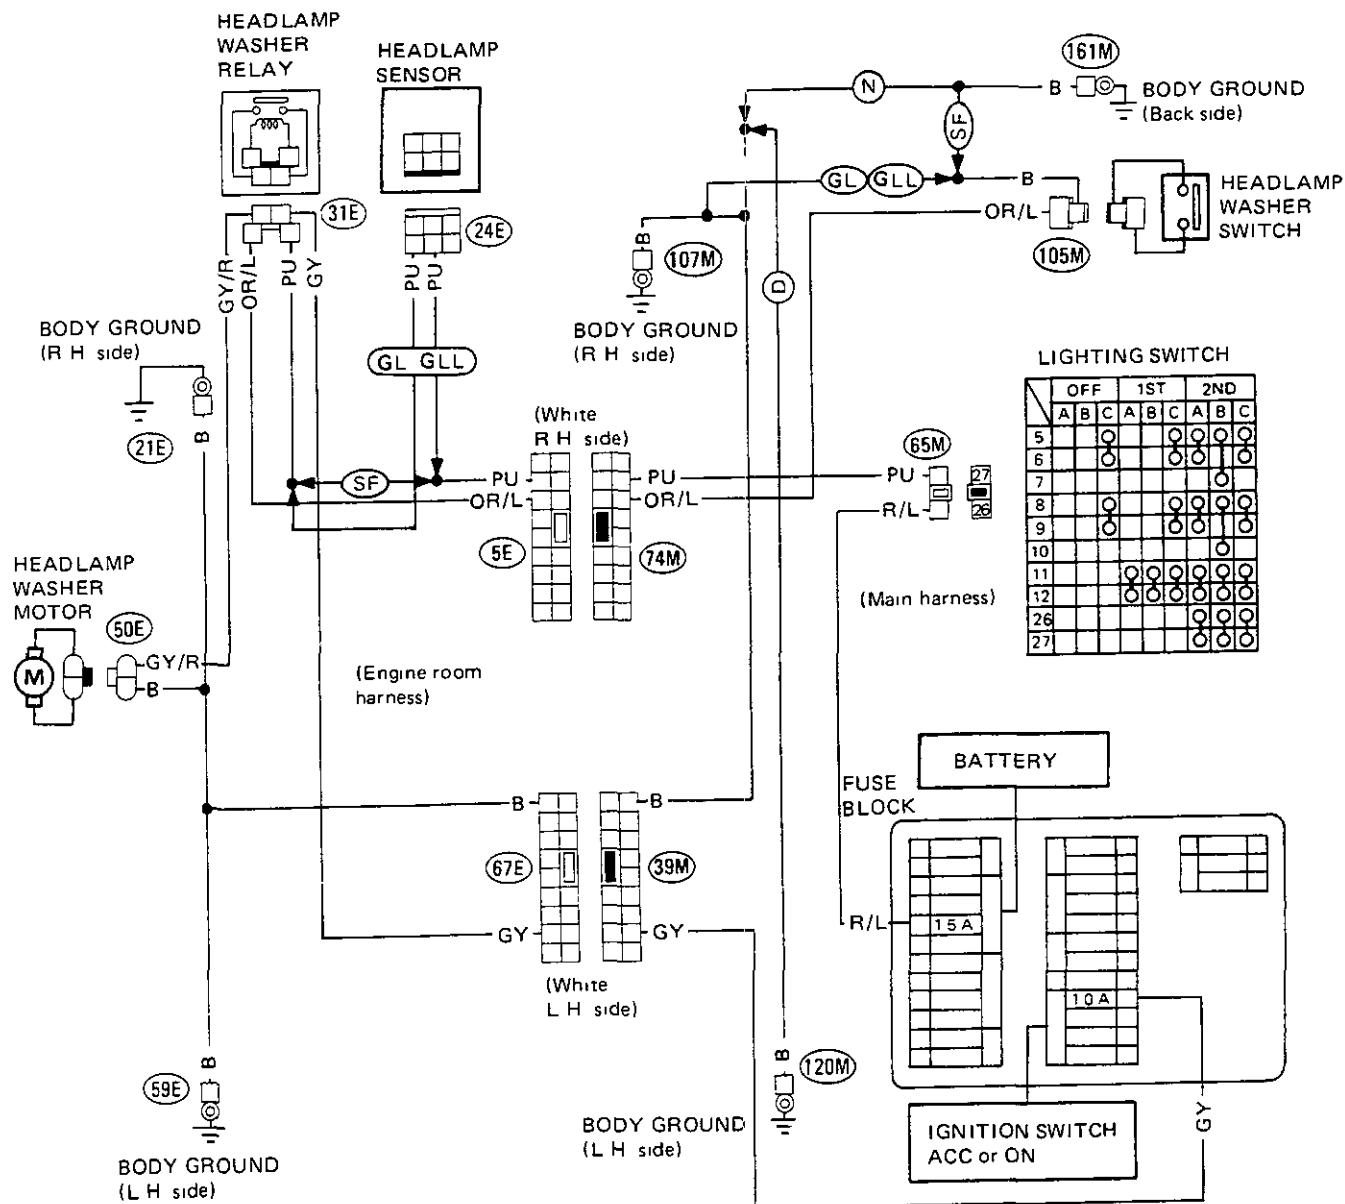 HEADLAMP
WASHER
RELAY
HEADLAMP
SENSOR
161M
N
B
BODY GROUND
(Back side)
SF
GL
GLL
B
HEADLAMP
WASHER
SWITCH
OR/L
105M
31E
24E
GY/R
OR/L
PU
GY
PU
PU
B
107M
D
BODY GROUND
(R H side)
BODY GROUND
(R H side)
GL GLL
21E
B
(White
R H side)
LIGHTING SWITCH
OFF 1ST 2ND
A B C A B C A B C
5
6
7
8
9
10
11
12
26
27
65M
SF
PU
PU
PU
27
OR/L
OR/L
R/L
26
5E
74M
(Main harness)
HEADLAMP
WASHER
MOTOR
50E
GY/R
M
B
(Engine room
harness)
BATTERY
FUSE
BLOCK
B
B
67E
39M
R/L
15A
GY
GY
10A
(White
L H side)
B
59E
B
120M
GY
BODY GROUND
(L H side)
BODY GROUND
(L H side)
IGNITION SWITCH
ACC or ON